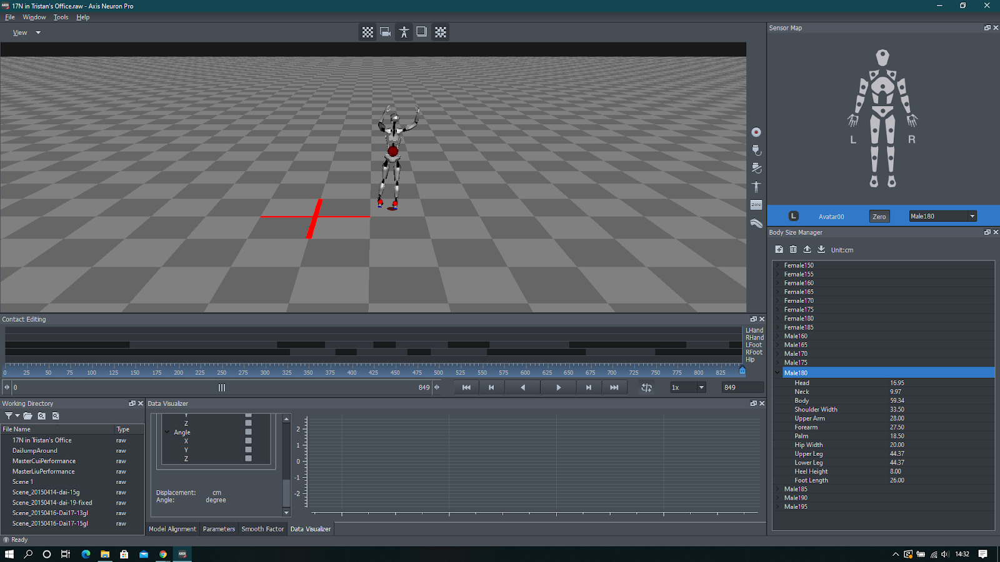 17N in Tristan's Office.raw - Axis Neuron Pro
File Window Tools Help
View
Sensor Map
L R
L Avatar00 Zero Male180
Body Size Manager
Unit:cm
Female150
Female155
Female160
Female165
Female170
Female175
Female180
Female185
Male160
Male165
Male170
Male175
Male180
Head 16.95
Neck 9.97
Body 59.34
Shoulder Width 33.50
Upper Arm 28.00
Forearm 27.50
Palm 18.50
Hip Width 20.00
Upper Leg 44.37
Lower Leg 44.37
Heel Height 8.00
Foot Length 26.00
Male185
Male190
Male195
zero
Contact Editing
LHand
RHand
LFoot
RFoot
Hip
0 25 50 75 100 125 150 175 200 225 250 275 300 325 350 375 400 425 450 475 500 525 550 575 600 625 650 675 700 725 750 775 800 825
0 849 1x 849
Working Directory
File Name Type
17N in Tristan's Office raw
DaiJumpAround raw
MasterCuiPerformance raw
MasterLiuPerformance raw
Scene 1 raw
Scene_20150414-dai-15g raw
Scene_20150414-dai-19-fixed raw
Scene_20150416-Dai17-13gl raw
Scene_20150416-Dai17-15gl raw
Data Visualizer
Y
Z
Angle
X
Y
Z
Displacement: cm
Angle: degree
2
1
0
-1
-2
Model Alignment Parameters Smooth Factor Data Visualizer
Ready
AXIS
14:32